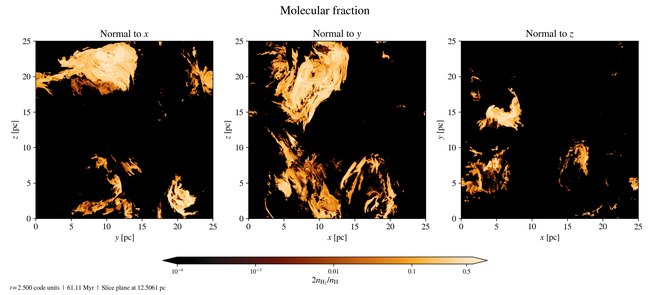 Molecular fraction
Normal to x
Normal to y
Normal to z
25
20
15
10
5
0
z [pc]
0 5 10 15 20 25
y [pc]
25
20
15
10
5
0
z [pc]
0 5 10 15 20 25
x [pc]
25
20
15
10
5
0
y [pc]
0 5 10 15 20 25
x [pc]
10⁻⁴ 10⁻³ 0.01 0.1 1
2n_H₂/n_H
t = 2.500 code units | 61.11 Myr | Slice plane at 12.5061 pc